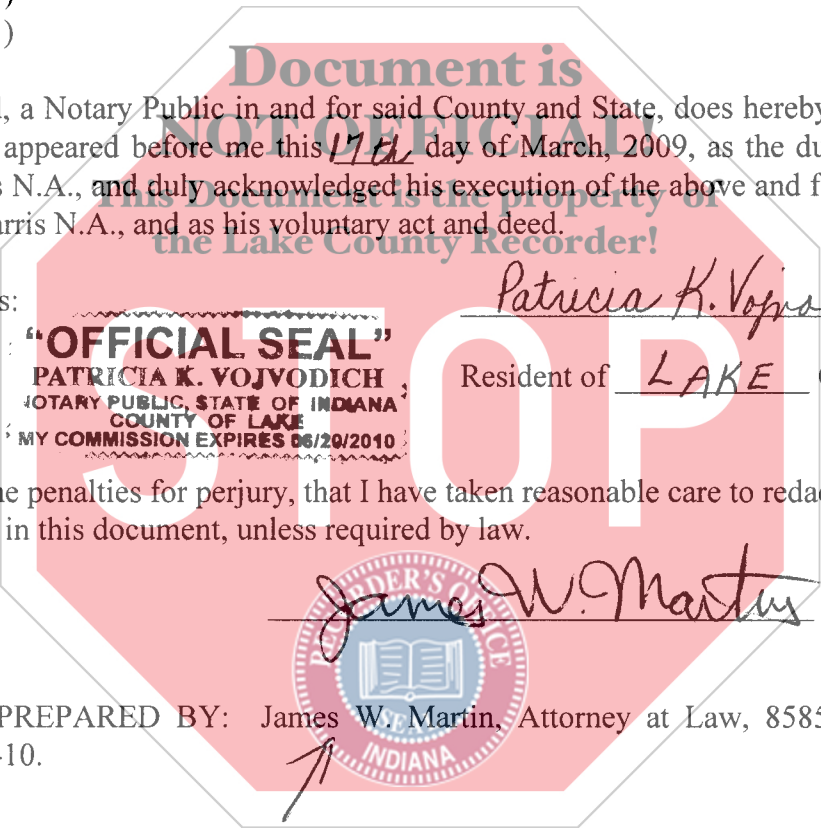 )
)
Document is
l, a Notary Public in and for said County and State, does hereby
NOT OFFICIAL!
appeared before me this 17th day of March, 2009, as the du
s N.A., and duly acknowledged his execution of the above and f
This Document is the property of
arris N.A., and as his voluntary act and deed.
the Lake County Recorder!
s:
Patricia K. Vojvo
"OFFICIAL SEAL"
PATRICIA K. VOJVODICH
NOTARY PUBLIC, STATE OF INDIANA
COUNTY OF LAKE
MY COMMISSION EXPIRES 06/20/2010
Resident of LAKE
STOP
ne penalties for perjury, that I have taken reasonable care to redac
in this document, unless required by law.
James W. Martin
RECORDER'S OFFICE
SEAL
INDIANA
PREPARED BY: James W. Martin, Attorney at Law, 8585
-10.